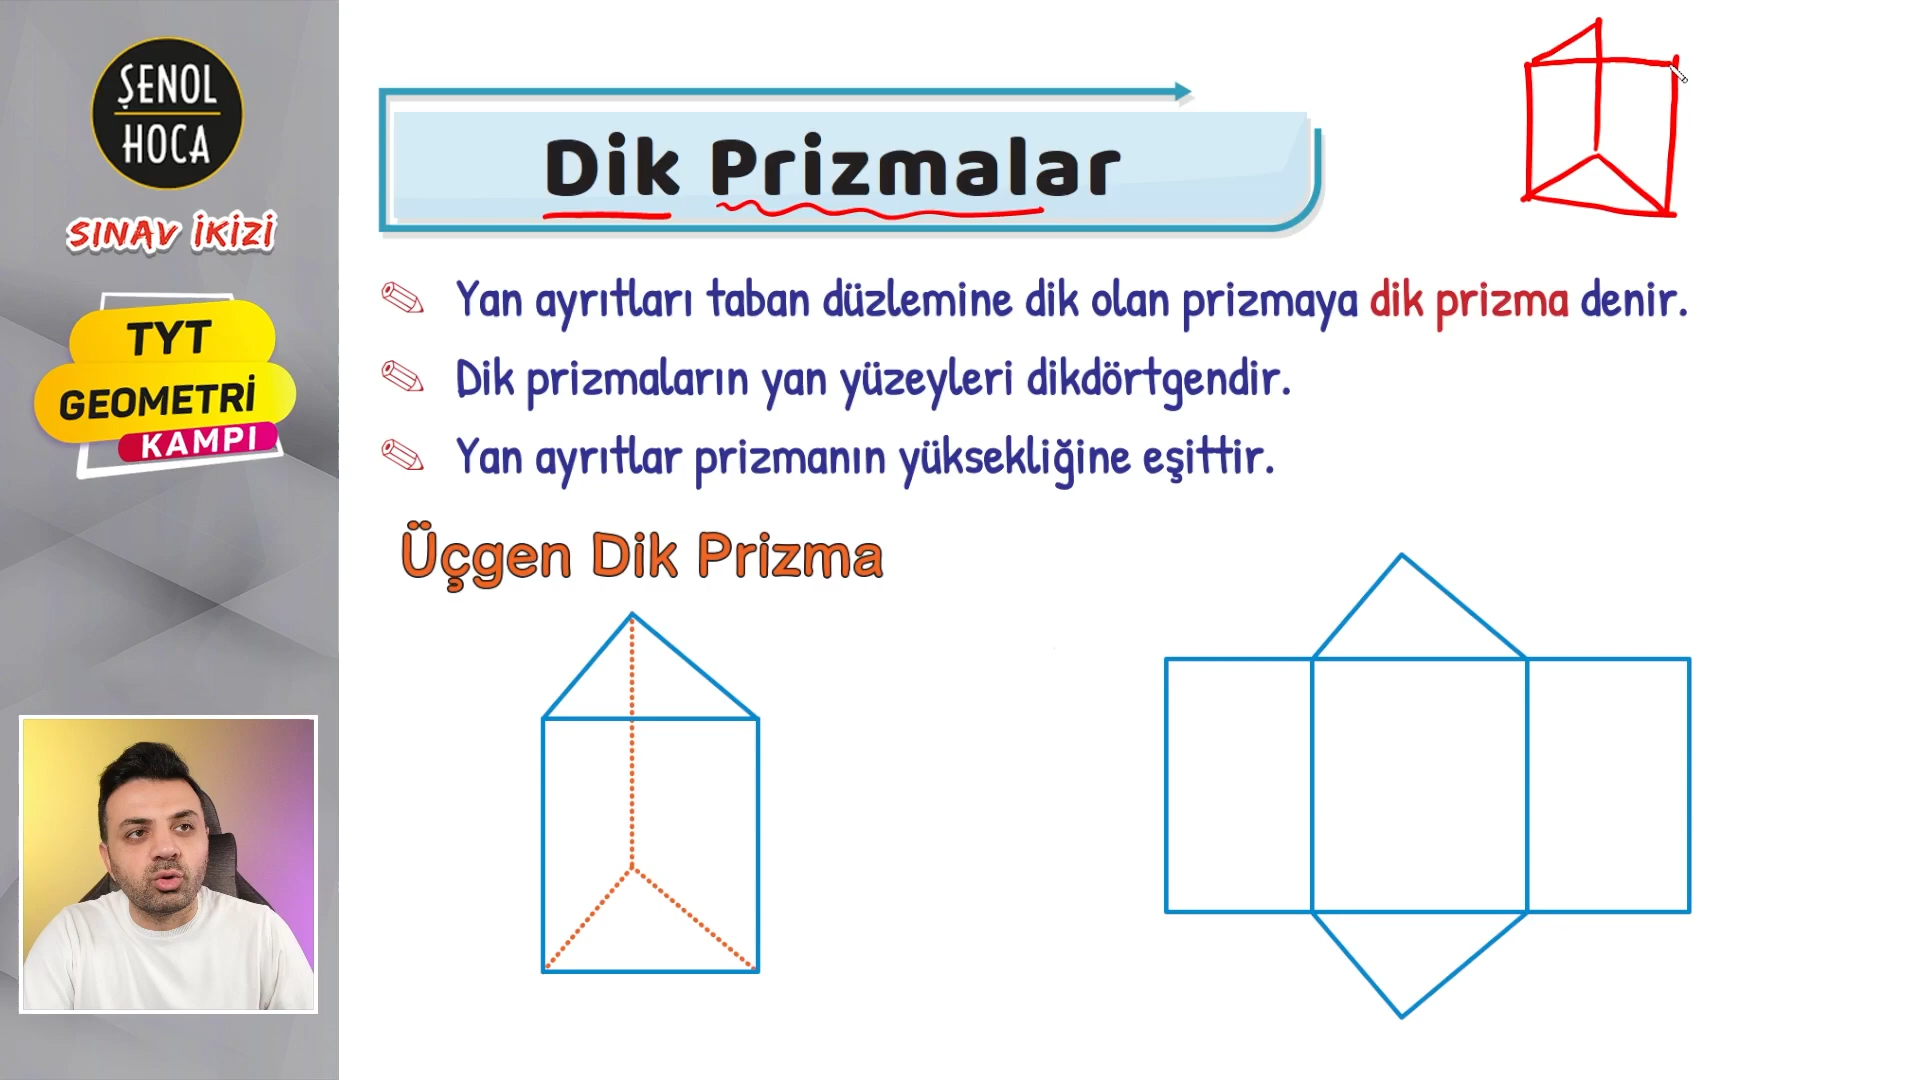 ŞENOL
HOCA
SINAV İKİZİ
TYT
GEOMETRİ
KAMPI
Dik Prizmalar
Yan ayrıtları taban düzlemine dik olan prizmaya dik prizma denir.
Dik prizmaların yan yüzeyleri dikdörtgendir.
Yan ayrıtlar prizmanın yüksekliğine eşittir.
Üçgen Dik Prizma